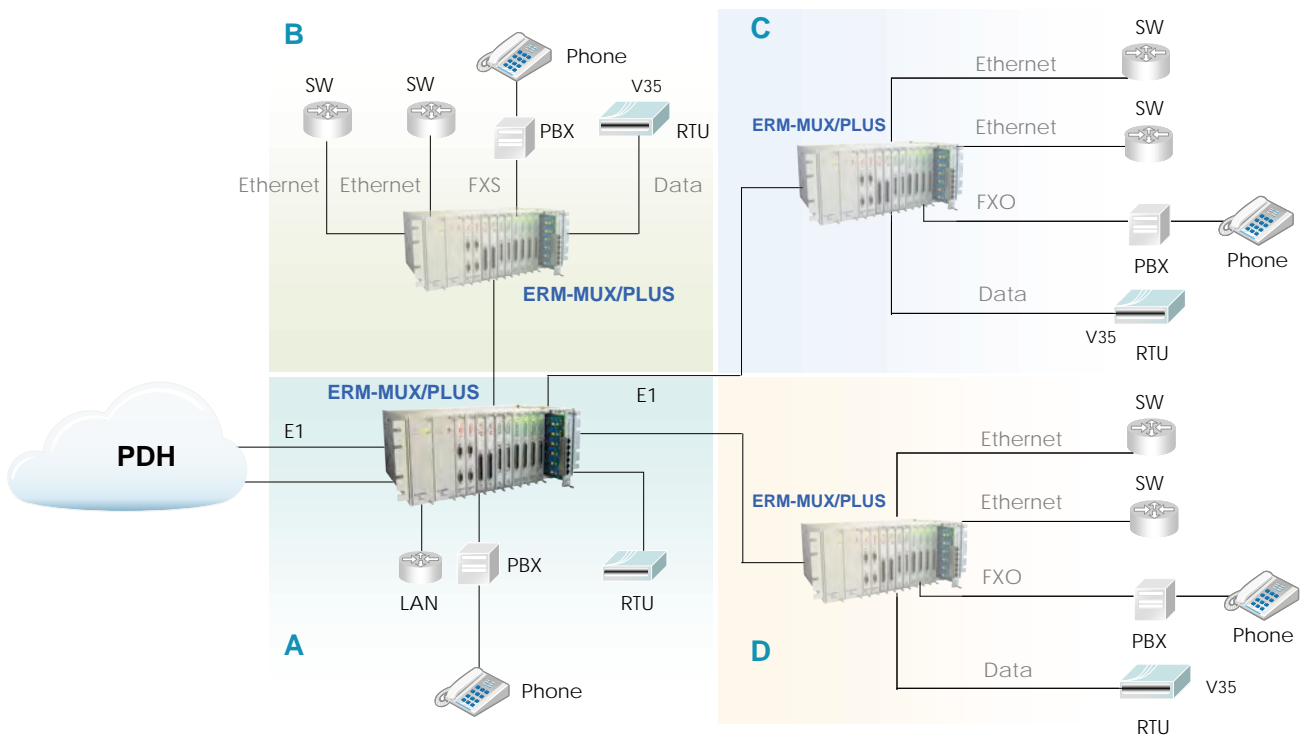 B
Phone
SW
SW
V35
PBX
RTU
Ethernet
Ethernet
FXS
Data
ERM-MUX/PLUS
C
SW
Ethernet
SW
ERM-MUX/PLUS
Ethernet
FXO
PBX
Phone
Data
V35
RTU
PDH
E1
ERM-MUX/PLUS
E1
LAN
PBX
RTU
A
Phone
SW
Ethernet
SW
ERM-MUX/PLUS
Ethernet
FXO
PBX
Phone
D
Data
V35
RTU